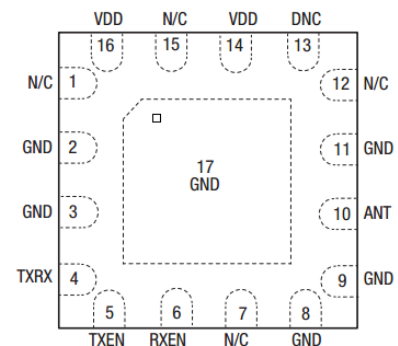 VDD N/C VDD DNC
16 15 14 13
N/C 1 12 N/C
GND 2 11 GND
17
GND
GND 3 10 ANT
TXRX 4 9 GND
5 6 7 8
TXEN RXEN N/C GND